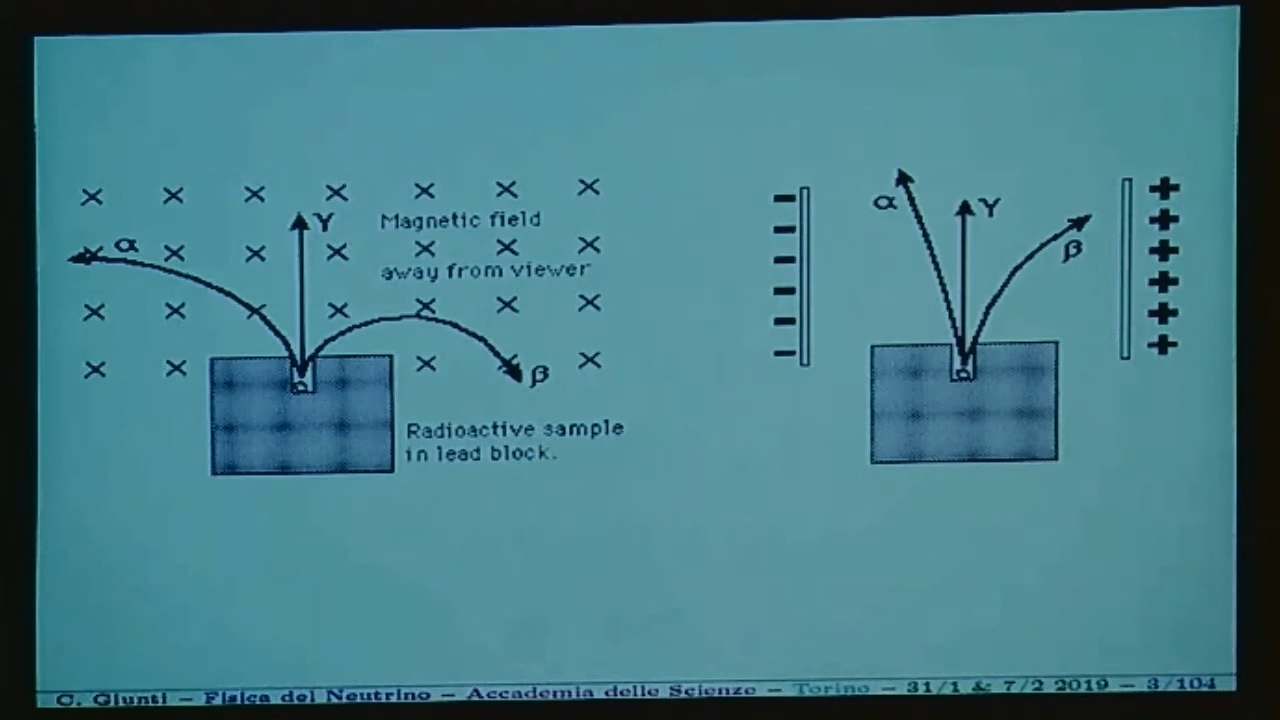 γ
Magnetic field
α
away from viewer
β
Radioactive sample
in lead block.
α
γ
β
C. Giunti – Fisica del Neutrino – Accademia delle Scienze – Torino – 31/1 & 7/2 2019 – 3/104